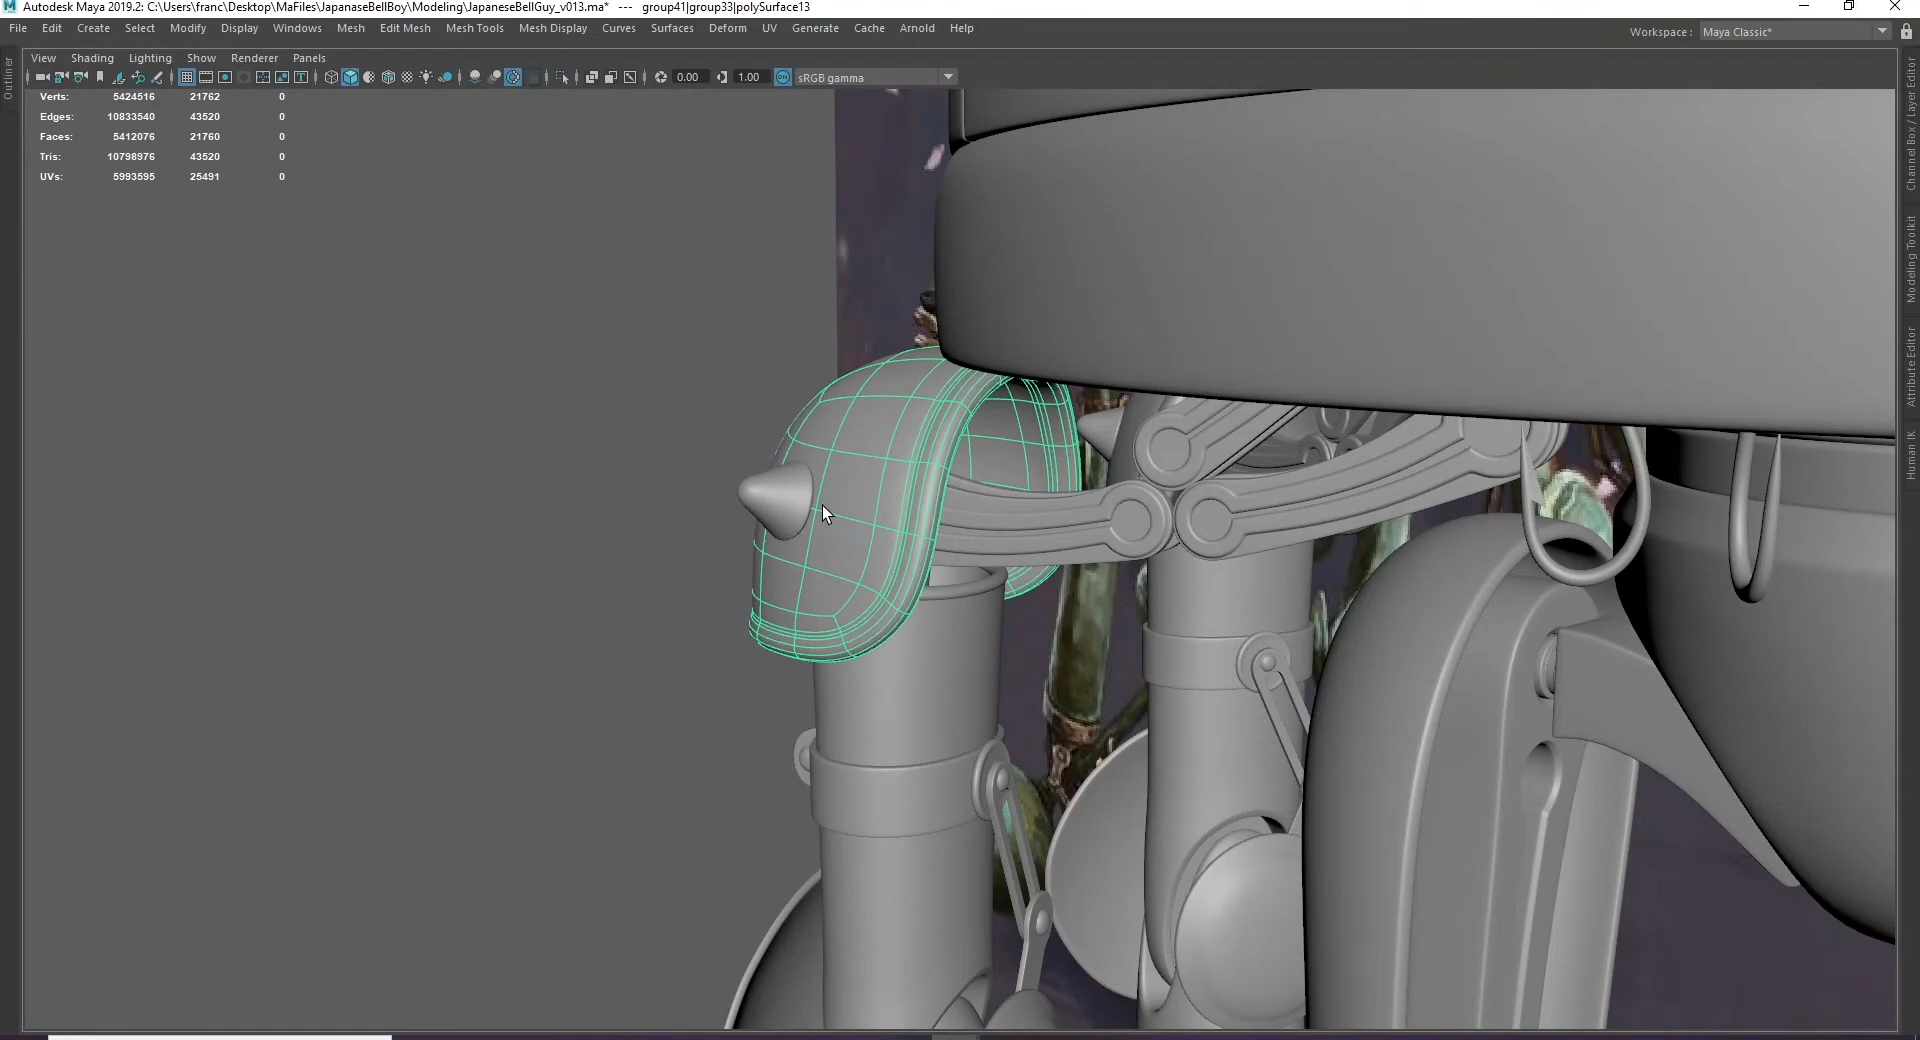 Autodesk Maya 2019.2: C:\Users\franc\Desktop\MaFiles\JapanaseBellBoy\Modeling\JapaneseBellGuy_v013.ma* --- group41|group33|polySurface13
File Edit Create Select Modify Display Windows Mesh Edit Mesh Mesh Tools Mesh Display Curves Surfaces Deform UV Generate Cache Arnold Help
Workspace : Maya Classic*
View Shading Lighting Show Renderer Panels
0.00 1.00 ON sRGB gamma
Verts: 5424516 21762 0
Edges: 10833540 43520 0
Faces: 5412076 21760 0
Tris: 10798976 43520 0
UVs: 5993595 25491 0
Outliner
Channel Box / Layer Editor
Modeling Toolkit
Attribute Editor
Human IK